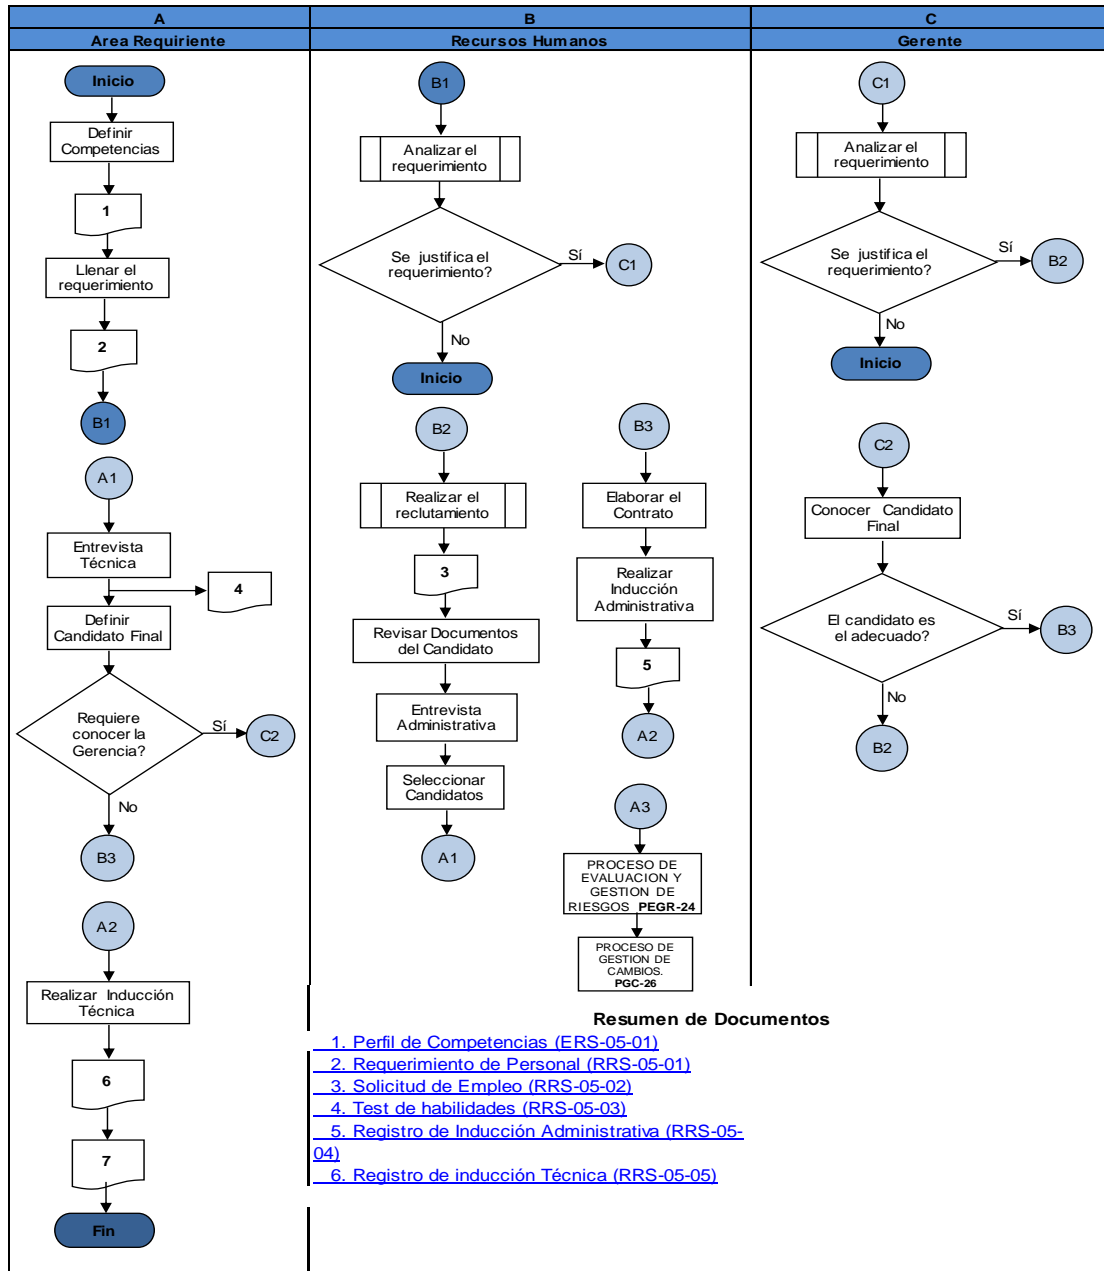 A
Area Requiriente
Inicio
Definir
Competencias
1
Llenar el
requerimiento
2
B1
A1
Entrevista
Técnica
4
Definir
Candidato Final
Requiere
conocer la
Gerencia?
Sí
C2
No
B3
A2
Realizar Inducción
Técnica
6
7
Fin
B
Recursos Humanos
B1
Analizar el
requerimiento
Se justifica el
requerimiento?
Sí
C1
No
Inicio
B2
Realizar el
reclutamiento
3
Revisar Documentos
del Candidato
Entrevista
Administrativa
Seleccionar
Candidatos
A1
B3
Elaborar el
Contrato
Realizar
Inducción
Administrativa
5
A2
A3
PROCESO DE
EVALUACION Y
GESTION DE
RIESGOS PEGR-24
PROCESO DE
GESTION DE
CAMBIOS.
PGC-26
C
Gerente
C1
Analizar el
requerimiento
Se justifica el
requerimiento?
Sí
B2
No
Inicio
C2
Conocer Candidato
Final
El candidato es
el adecuado?
Sí
B3
No
B2
Resumen de Documentos
1. Perfil de Competencias (ERS-05-01)
2. Requerimiento de Personal (RRS-05-01)
3. Solicitud de Empleo (RRS-05-02)
4. Test de habilidades (RRS-05-03)
5. Registro de Inducción Administrativa (RRS-05-
04)
6. Registro de inducción Técnica (RRS-05-05)